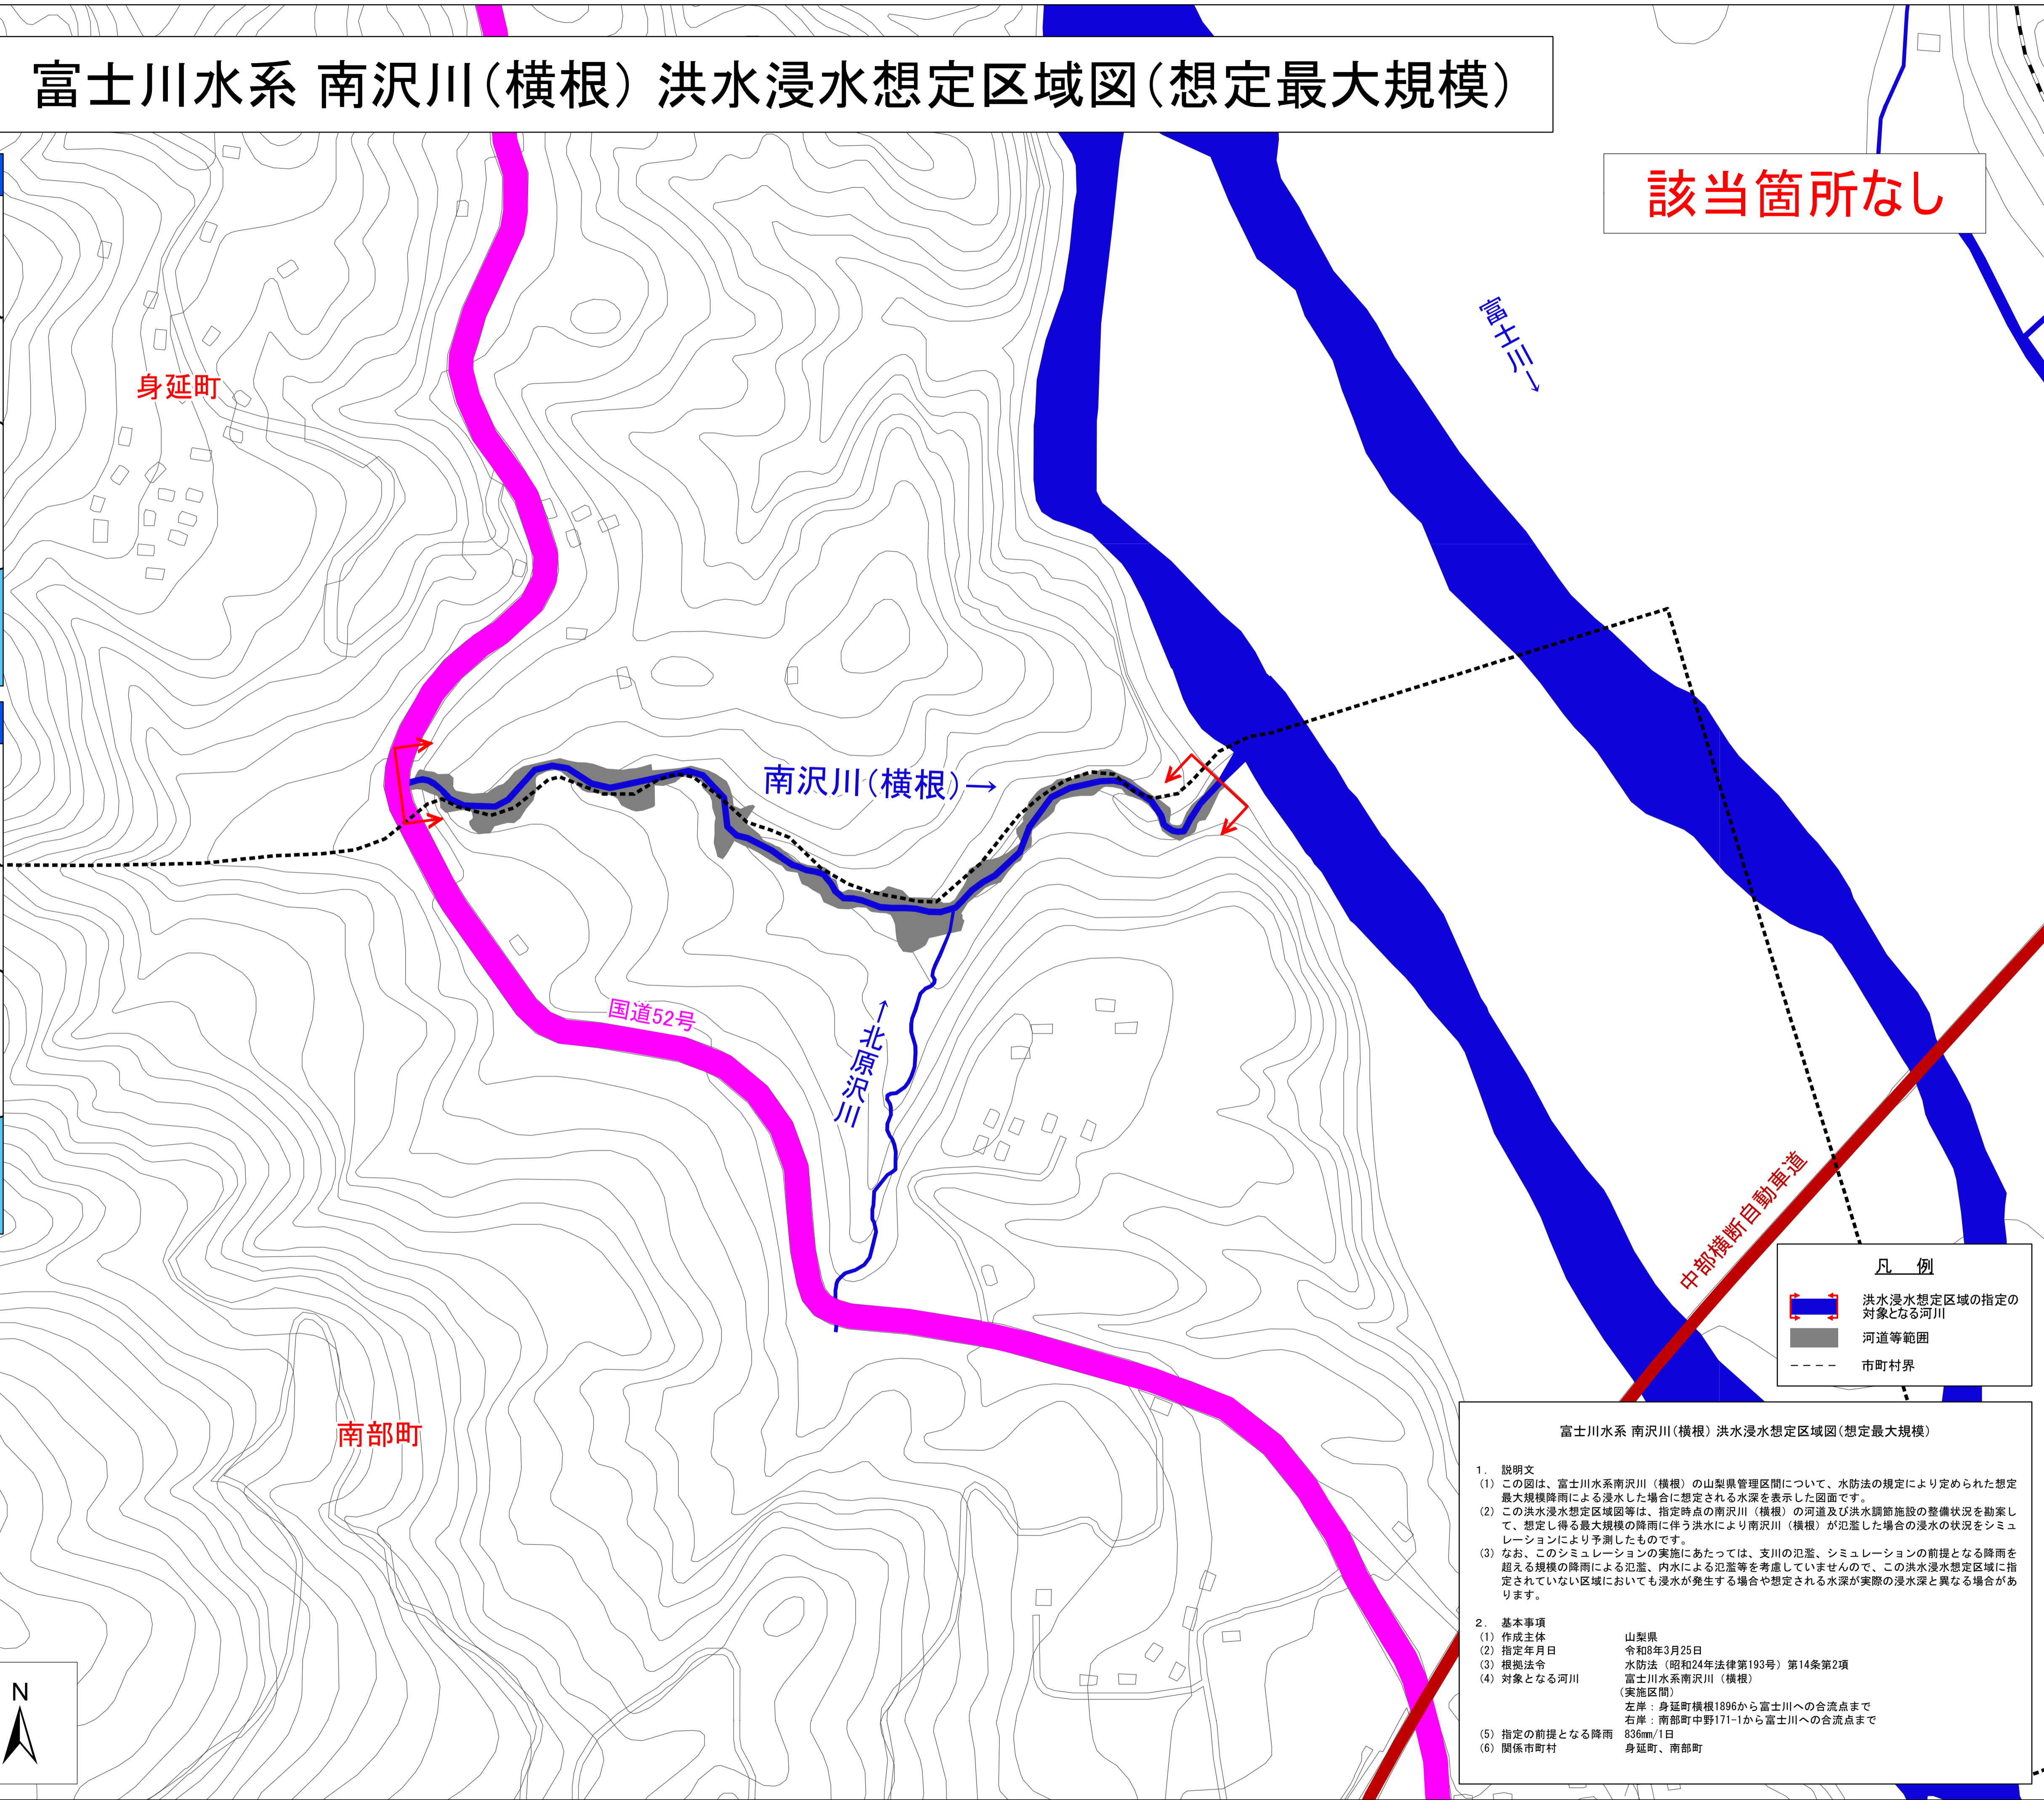 富士川水系 南沢川(横根) 洪水浸水想定区域図(想定最大規模)
該当箇所なし
富士川→
身延町
南沢川(横根)→
国道52号
←北原沢川
中部横断自動車道
南部町
凡 例
洪水浸水想定区域の指定の
対象となる河川
河道等範囲
市町村界
富士川水系 南沢川(横根) 洪水浸水想定区域図(想定最大規模)
1. 説明文
(1) この図は、富士川水系南沢川(横根)の山梨県管理区間について、水防法の規定により定められた想定
最大規模降雨による浸水した場合に想定される水深を表示した図面です。
(2) この洪水浸水想定区域図等は、指定時点の南沢川(横根)の河道及び洪水調節施設の整備状況を勘案し
て、想定し得る最大規模の降雨に伴う洪水により南沢川(横根)が氾濫した場合の浸水の状況をシミュ
レーションにより予測したものです。
(3) なお、このシミュレーションの実施にあたっては、支川の氾濫、シミュレーションの前提となる降雨を
超える規模の降雨による氾濫、内水による氾濫等を考慮していませんので、この洪水浸水想定区域に指
定されていない区域においても浸水が発生する場合や想定される水深が実際の浸水深と異なる場合があ
ります。
2. 基本事項
(1) 作成主体 山梨県
(2) 指定年月日 令和8年3月25日
(3) 根拠法令 水防法(昭和24年法律第193号)第14条第2項
(4) 対象となる河川 富士川水系南沢川(横根)
(実施区間)
左岸:身延町横根1896から富士川への合流点まで
右岸:南部町中野171-1から富士川への合流点まで
(5) 指定の前提となる降雨 836mm/1日
(6) 関係市町村 身延町、南部町
N